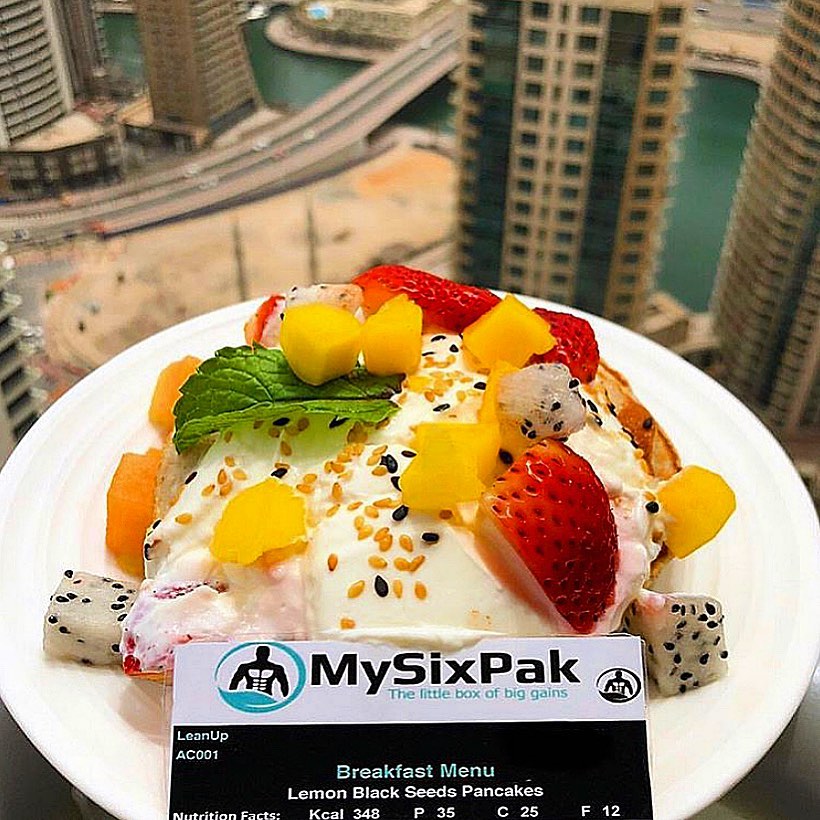 MySixPak
The little box of big gains
LeanUp
AC001
Breakfast Menu
Lemon Black Seeds Pancakes
Nutrition Facts: Kcal 348 P 35 C 25 F 12